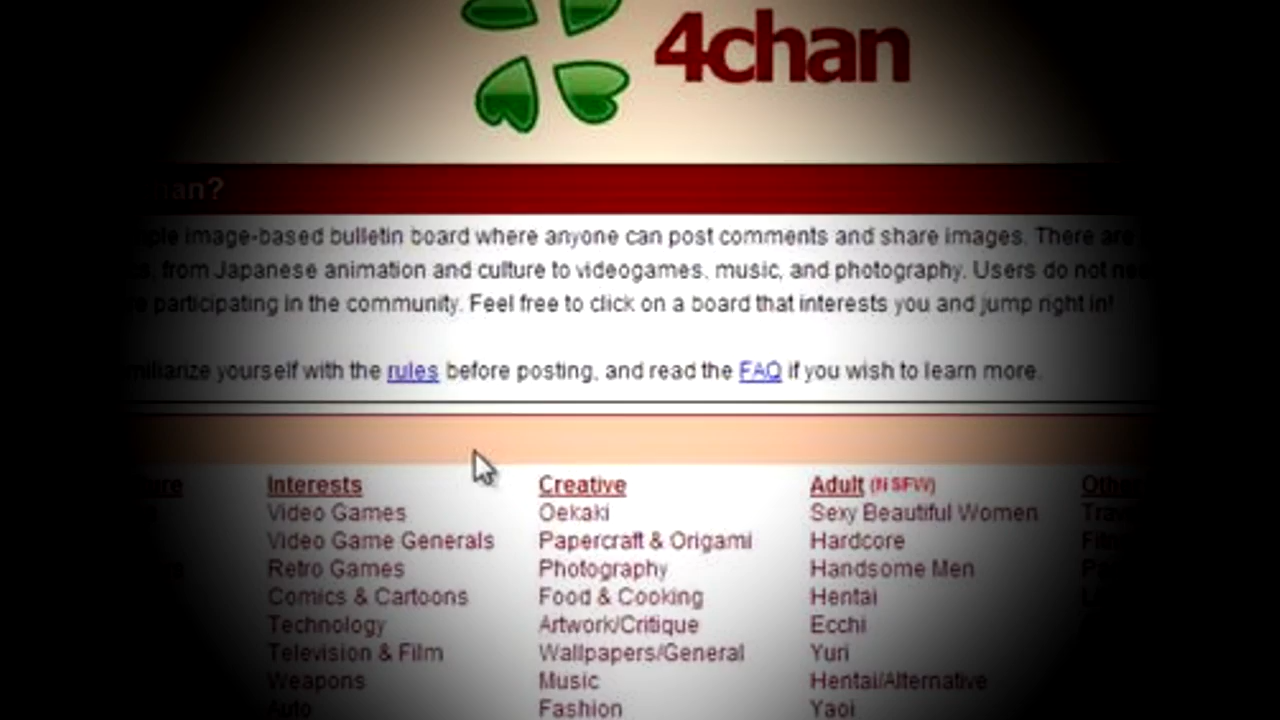 4chan
image-based bulletin board where anyone can post comments and share images. There are
from Japanese animation and culture to videogames, music, and photography. Users do not
participating in the community. Feel free to click on a board that interests you and jump right in!
yourself with the rules before posting, and read the FAQ if you wish to learn more.
Interests
Creative
Adult (NSFW)
Video Games
Oekaki
Sexy Beautiful Women
Video Game Generals
Papercraft & Origami
Hardcore
Retro Games
Photography
Handsome Men
Comics & Cartoons
Food & Cooking
Hentai
Technology
Artwork/Critique
Ecchi
Television & Film
Wallpapers/General
Yuri
Weapons
Music
Hentai/Alternative
Auto
Fashion
Yaoi